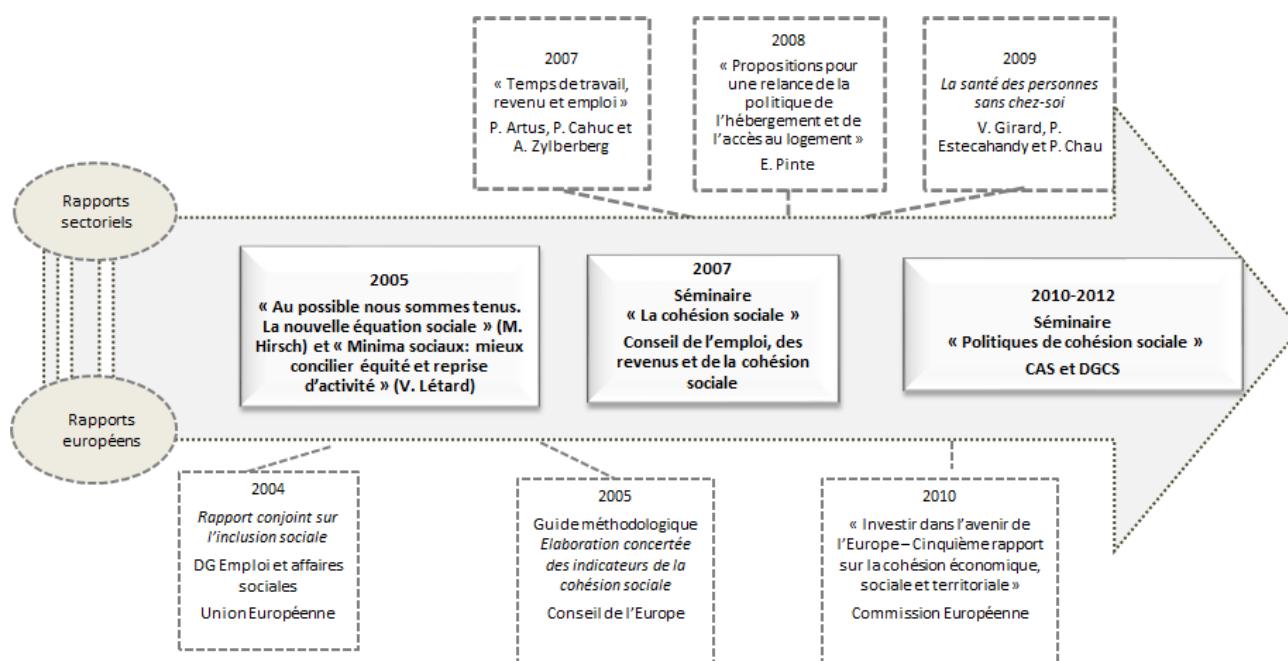 2007
« Temps de travail,
revenu et emploi »
P. Artus, P. Cahuc et
A. Zylberberg
2008
« Propositions pour
une relance de la
politique de
l’hébergement et de
l’accès au logement »
E. Pinte
2009
La santé des personnes
sans chez-soi
V. Girard, P.
Estecahandy et P. Chau
Rapports
sectoriels
2005
« Au possible nous sommes tenus.
La nouvelle équation sociale » (M.
Hirsch) et « Minima sociaux: mieux
concilier équité et reprise
d’activité » (V. Létard)
2007
Séminaire
« La cohésion sociale »
Conseil de l’emploi, des
revenus et de la cohésion
sociale
2010-2012
Séminaire
« Politiques de cohésion sociale »
CAS et DGCS
Rapports
européens
2004
Rapport conjoint sur
l’inclusion sociale
DG Emploi et affaires
sociales
Union Européenne
2005
Guide méthodologique
Elaboration concertée
des indicateurs de la
cohésion sociale
Conseil de l’Europe
2010
« Investir dans l’avenir de
l’Europe – Cinquième rapport
sur la cohésion économique,
sociale et territoriale »
Commission Européenne